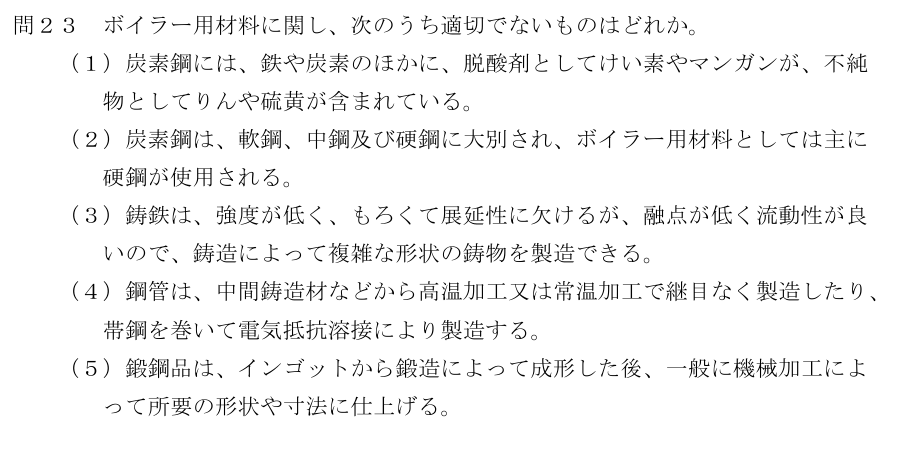 問２３　ボイラー用材料に関し、次のうち適切でないものはどれか。
（１）炭素鋼には、鉄や炭素のほかに、脱酸剤としてけい素やマンガンが、不純
物としてりんや硫黄が含まれている。
（２）炭素鋼は、軟鋼、中鋼及び硬鋼に大別され、ボイラー用材料としては主に
硬鋼が使用される。
（３）鋳鉄は、強度が低く、もろくて展延性に欠けるが、融点が低く流動性が良
いので、鋳造によって複雑な形状の鋳物を製造できる。
（４）鋼管は、中間鋳造材などから高温加工又は常温加工で継目なく製造したり、
帯鋼を巻いて電気抵抗溶接により製造する。
（５）鍛鋼品は、インゴットから鍛造によって成形した後、一般に機械加工によ
って所要の形状や寸法に仕上げる。